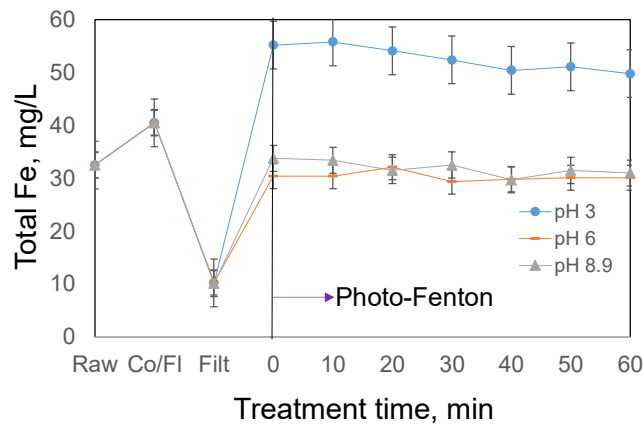 Total Fe, mg/L
60
50
40
30
20
10
0
pH 3
pH 6
pH 8.9
Photo-Fenton
Raw Co/Fl Filt 0 10 20 30 40 50 60
Treatment time, min